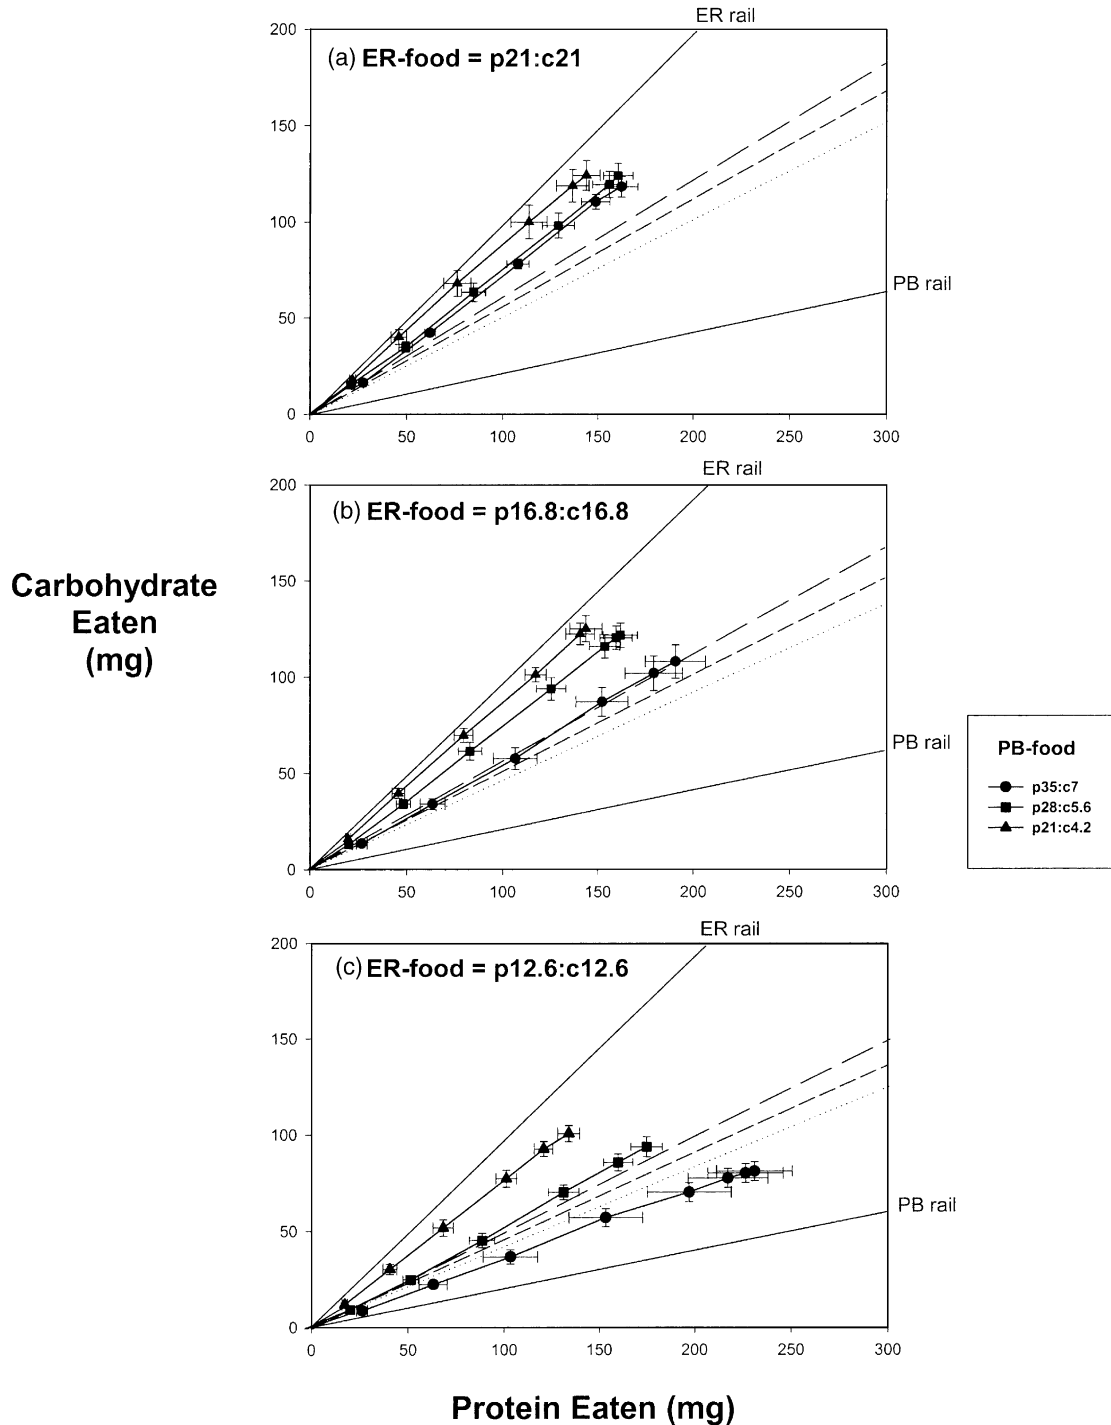 ER rail
200
(a) ER-food = p21:c21
150
100
PB rail
50
0
0 50 100 150 200 250 300
ER rail
200
(b) ER-food = p16.8:c16.8
150
Carbohydrate
Eaten
(mg)
100
PB rail
50
0
0 50 100 150 200 250 300
PB-food
p35:c7
p28:c5.6
p21:c4.2
ER rail
200
(c) ER-food = p12.6:c12.6
150
100
PB rail
50
0
0 50 100 150 200 250 300
Protein Eaten (mg)